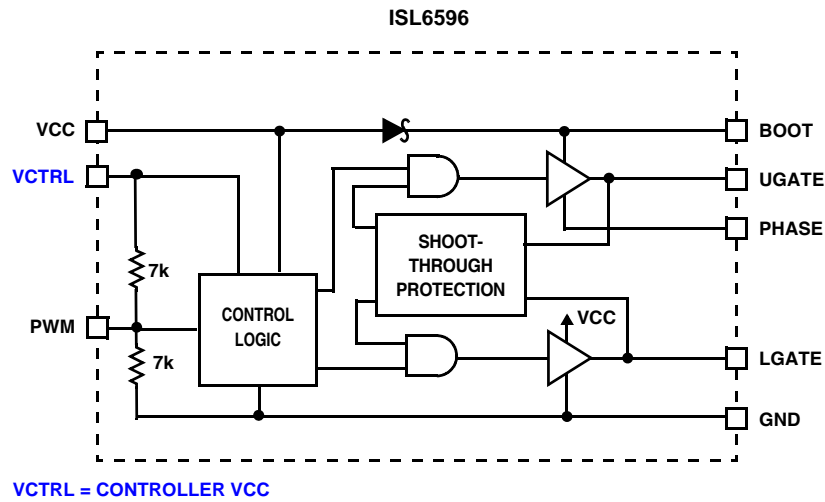 ISL6596
VCC
BOOT
VCTRL
UGATE
PHASE
SHOOT-
THROUGH
PROTECTION
7k
CONTROL
LOGIC
VCC
PWM
7k
LGATE
GND
VCTRL = CONTROLLER VCC